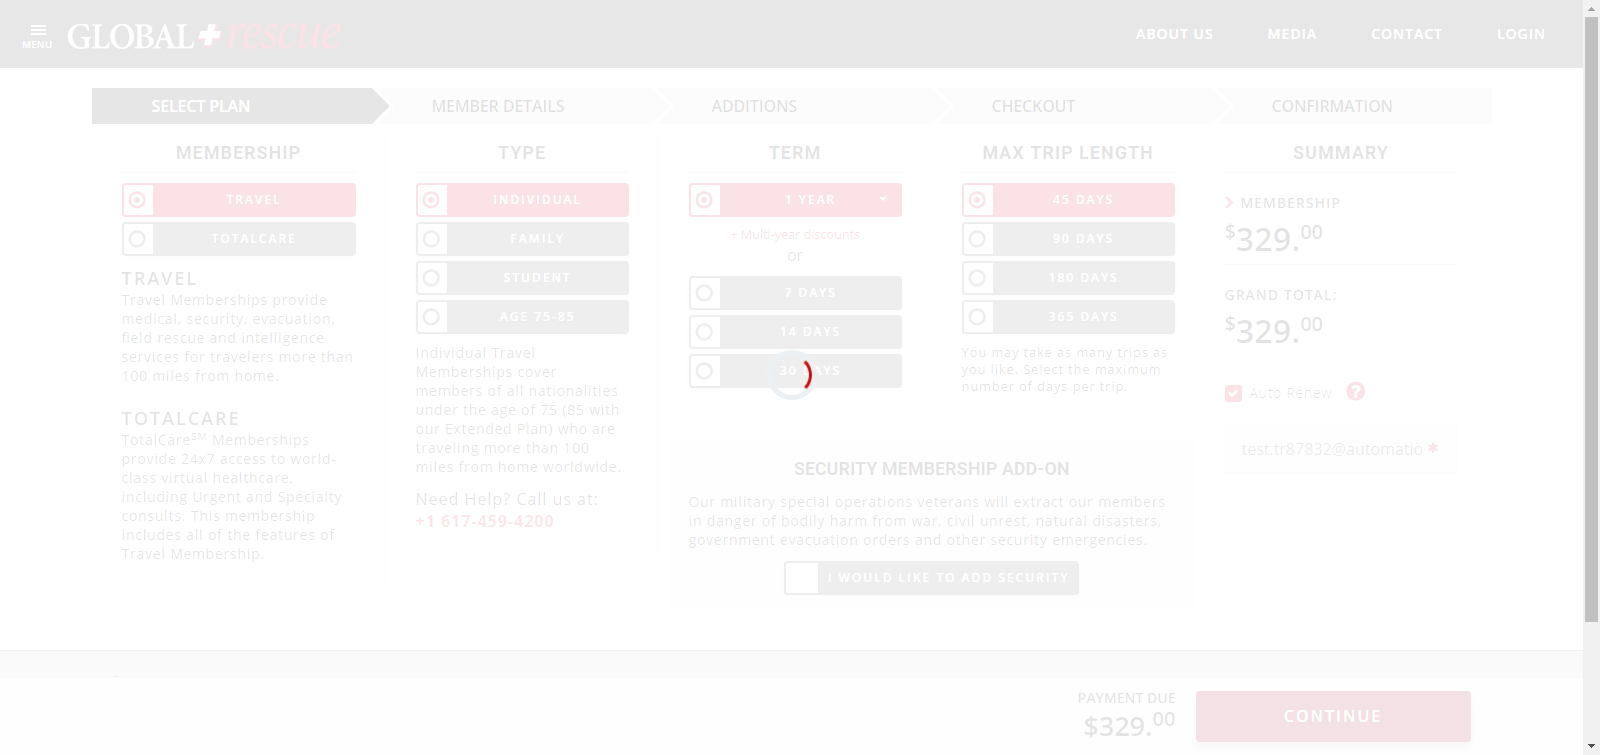 MENU
GLOBAL rescue
ABOUT US
MEDIA
CONTACT
LOGIN
SELECT PLAN
MEMBER DETAILS
ADDITIONS
CHECKOUT
CONFIRMATION
MEMBERSHIP
TRAVEL
TOTALCARE
TRAVEL
Travel Memberships provide
medical, security, evacuation,
field rescue and intelligence
services for travelers more than
100 miles from home.
TOTALCARE
TotalCareSM Memberships
provide 24x7 access to world-
class virtual healthcare,
including Urgent and Specialty
consults. This membership
includes all of the features of
Travel Membership.
TYPE
INDIVIDUAL
FAMILY
STUDENT
AGE 75-85
Individual Travel
Memberships cover
members of all nationalities
under the age of 75 (85 with
our Extended Plan) who are
traveling more than 100
miles from home worldwide.
Need Help? Call us at:
+1 617-459-4200
TERM
1 YEAR
+ Multi-year discounts
or
7 DAYS
14 DAYS
30 DAYS
MAX TRIP LENGTH
45 DAYS
90 DAYS
180 DAYS
365 DAYS
You may take as many trips as
you like. Select the maximum
number of days per trip.
SECURITY MEMBERSHIP ADD-ON
Our military special operations veterans will extract our members
in danger of bodily harm from war, civil unrest, natural disasters,
government evacuation orders and other security emergencies.
I WOULD LIKE TO ADD SECURITY
SUMMARY
MEMBERSHIP
$329.00
GRAND TOTAL:
$329.00
Auto Renew ?
test.tr87832@automatio *
PAYMENT DUE
$329.00
CONTINUE